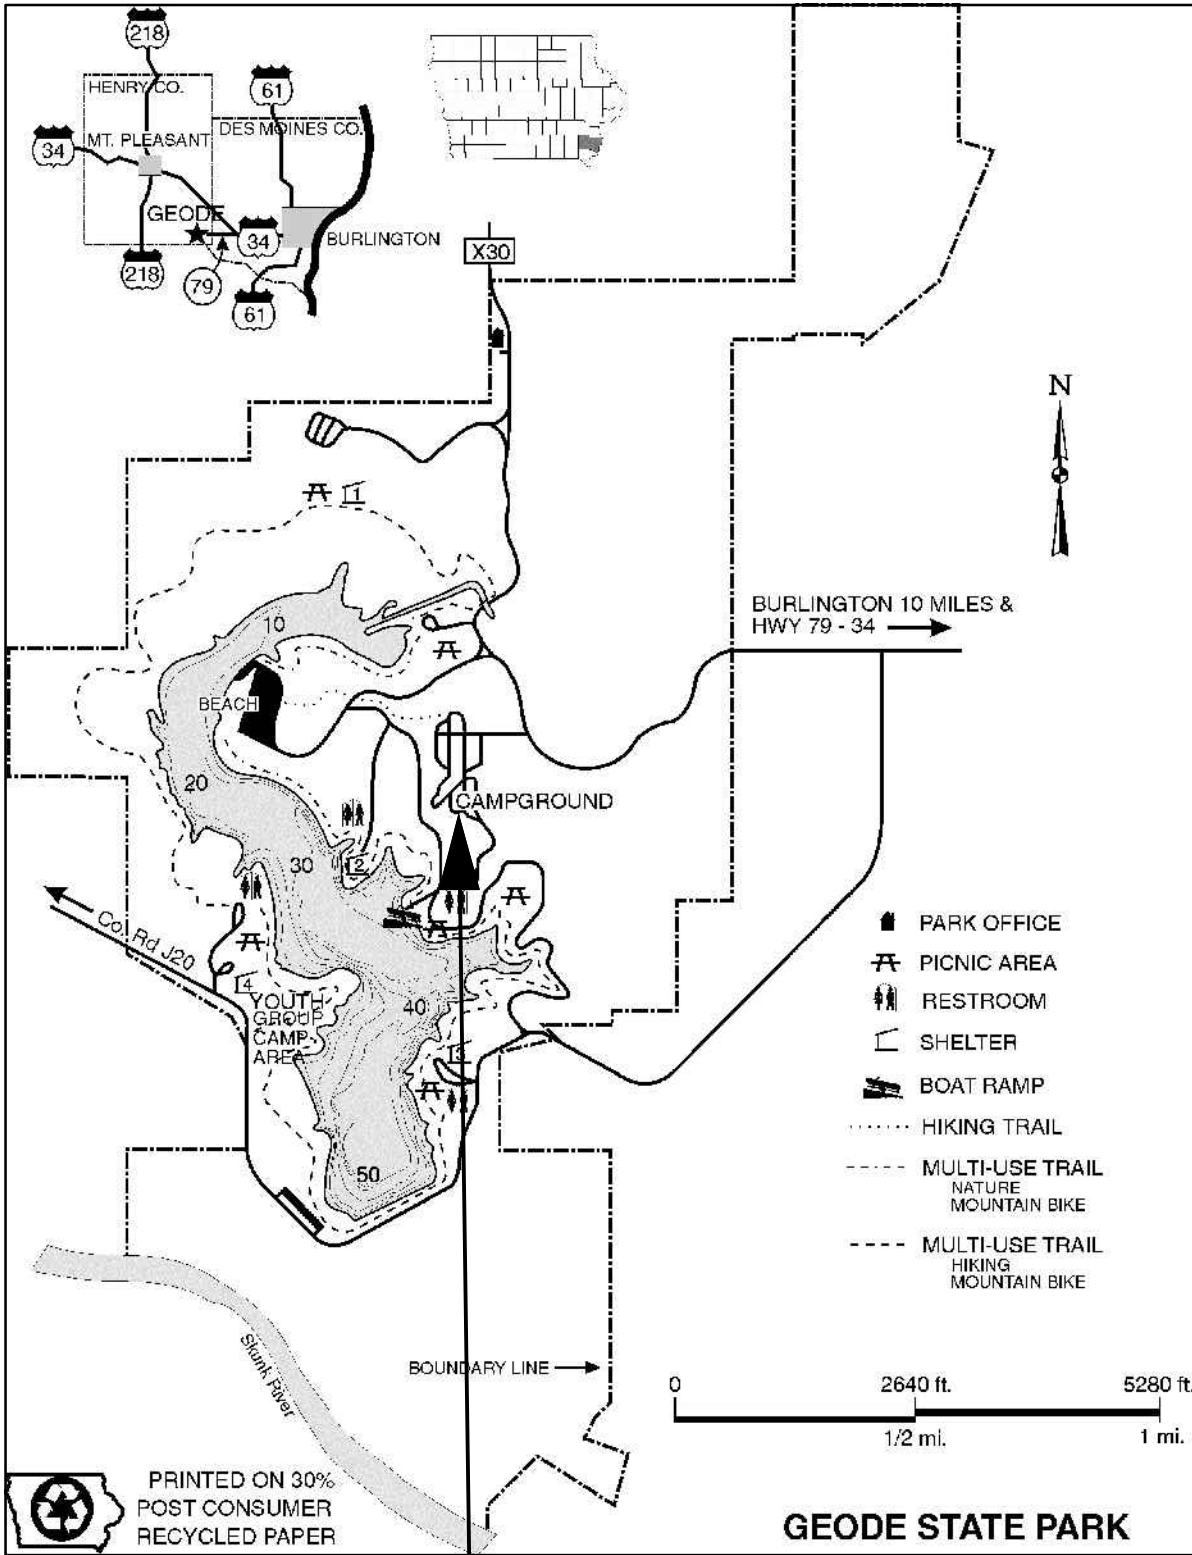 218
HENRY CO.
61
DES MOINES CO.
MT. PLEASANT
34
GEODE
34
BURLINGTON
218
79
61
X30
N
1
BURLINGTON 10 MILES &
HWY 79 - 34
10
BEACH
20
CAMPGROUND
30
2
Co. Rd J20
4
YOUTH
GROUP
CAMP
AREA
40
3
50
PARK OFFICE
PICNIC AREA
RESTROOM
SHELTER
BOAT RAMP
HIKING TRAIL
MULTI-USE TRAIL
NATURE
MOUNTAIN BIKE
MULTI-USE TRAIL
HIKING
MOUNTAIN BIKE
Skunk River
BOUNDARY LINE
0 2640 ft. 5280 ft.
1/2 mi. 1 mi.
PRINTED ON 30%
POST CONSUMER
RECYCLED PAPER
GEODE STATE PARK